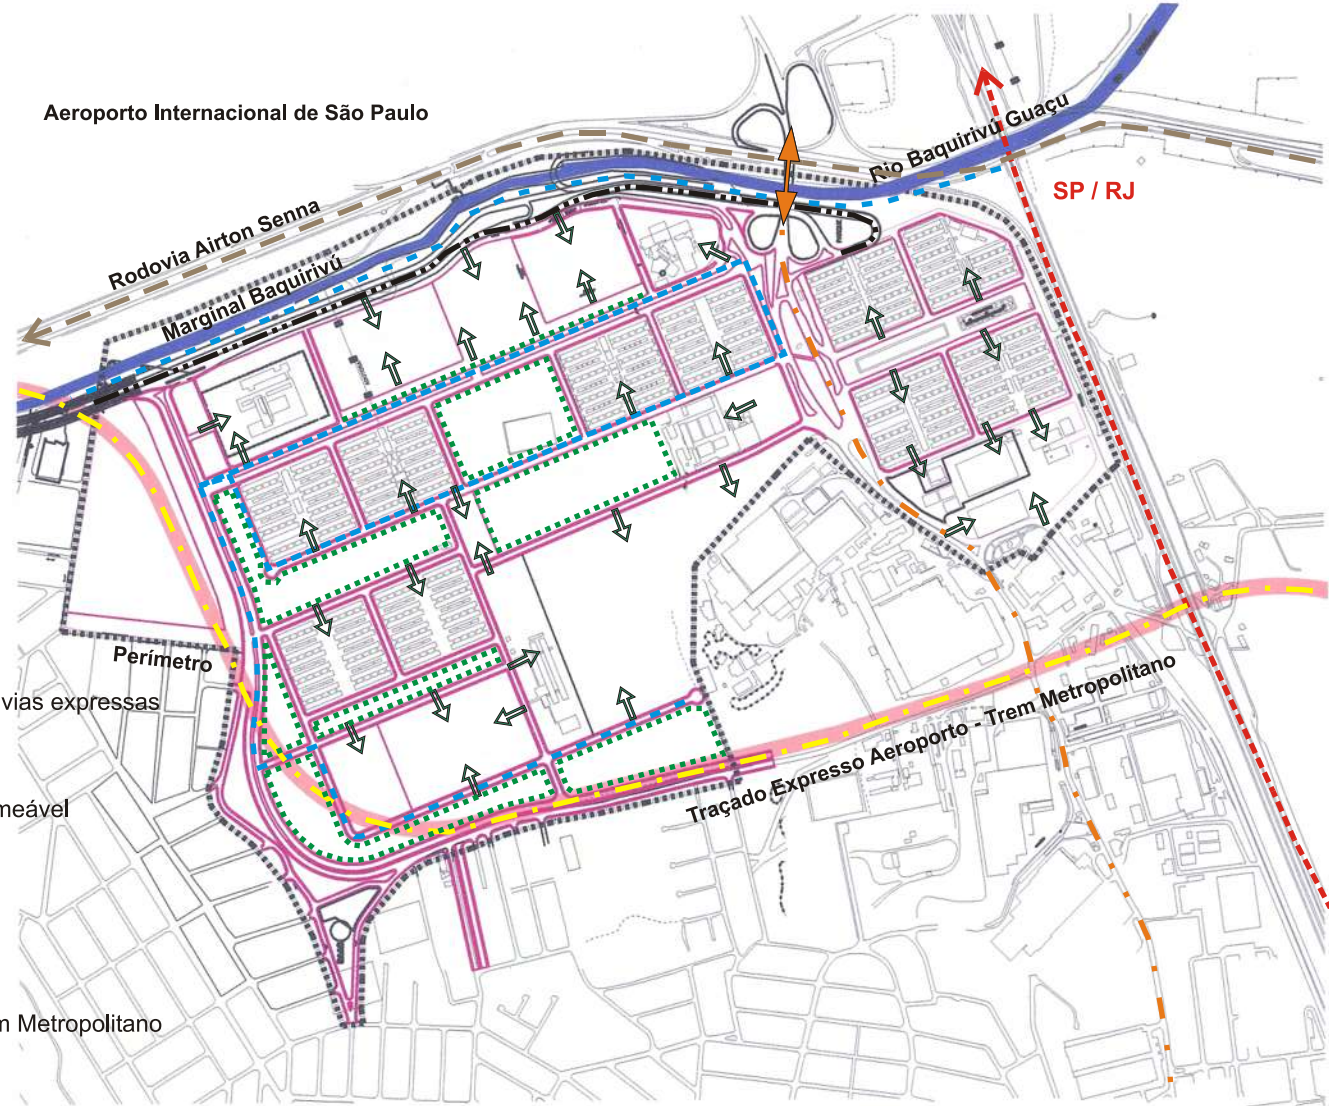 Aeroporto Internacional de São Paulo
Rio Baquirivú Guaçu
SP / RJ
Rodovia Airton Senna
Marginal Baquirivú
Perímetro
vias expressas
Traçado Expresso Aeroporto - Trem Metropolitano
meável
Metropolitano